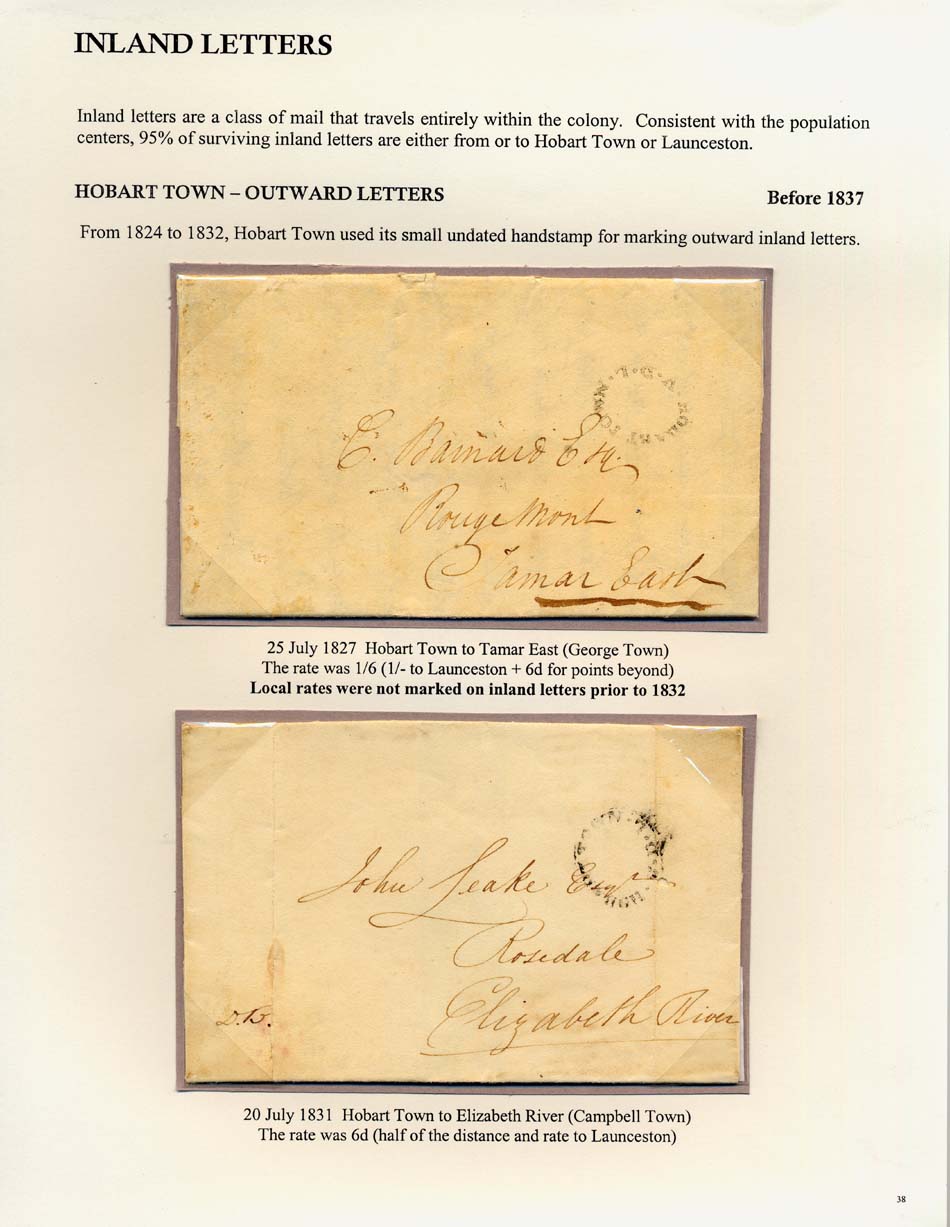 INLAND LETTERS
Inland letters are a class of mail that travels entirely within the colony. Consistent with the population
centers, 95% of surviving inland letters are either from or to Hobart Town or Launceston.
HOBART TOWN – OUTWARD LETTERS Before 1837
From 1824 to 1832, Hobart Town used its small undated handstamp for marking outward inland letters.
HOBART TOWN
C. Barnard Esq.
Rouge Mont
Tamar East
25 July 1827 Hobart Town to Tamar East (George Town)
The rate was 1/6 (1/- to Launceston + 6d for points beyond)
Local rates were not marked on inland letters prior to 1832
TOWN
John Leake Esqr
Rosedale
Elizabeth River
20 July 1831 Hobart Town to Elizabeth River (Campbell Town)
The rate was 6d (half of the distance and rate to Launceston)
38